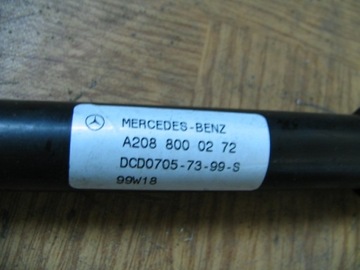 MERCEDES-BENZ
A208 800 02 72
DCD0705-73-99-S
99W18